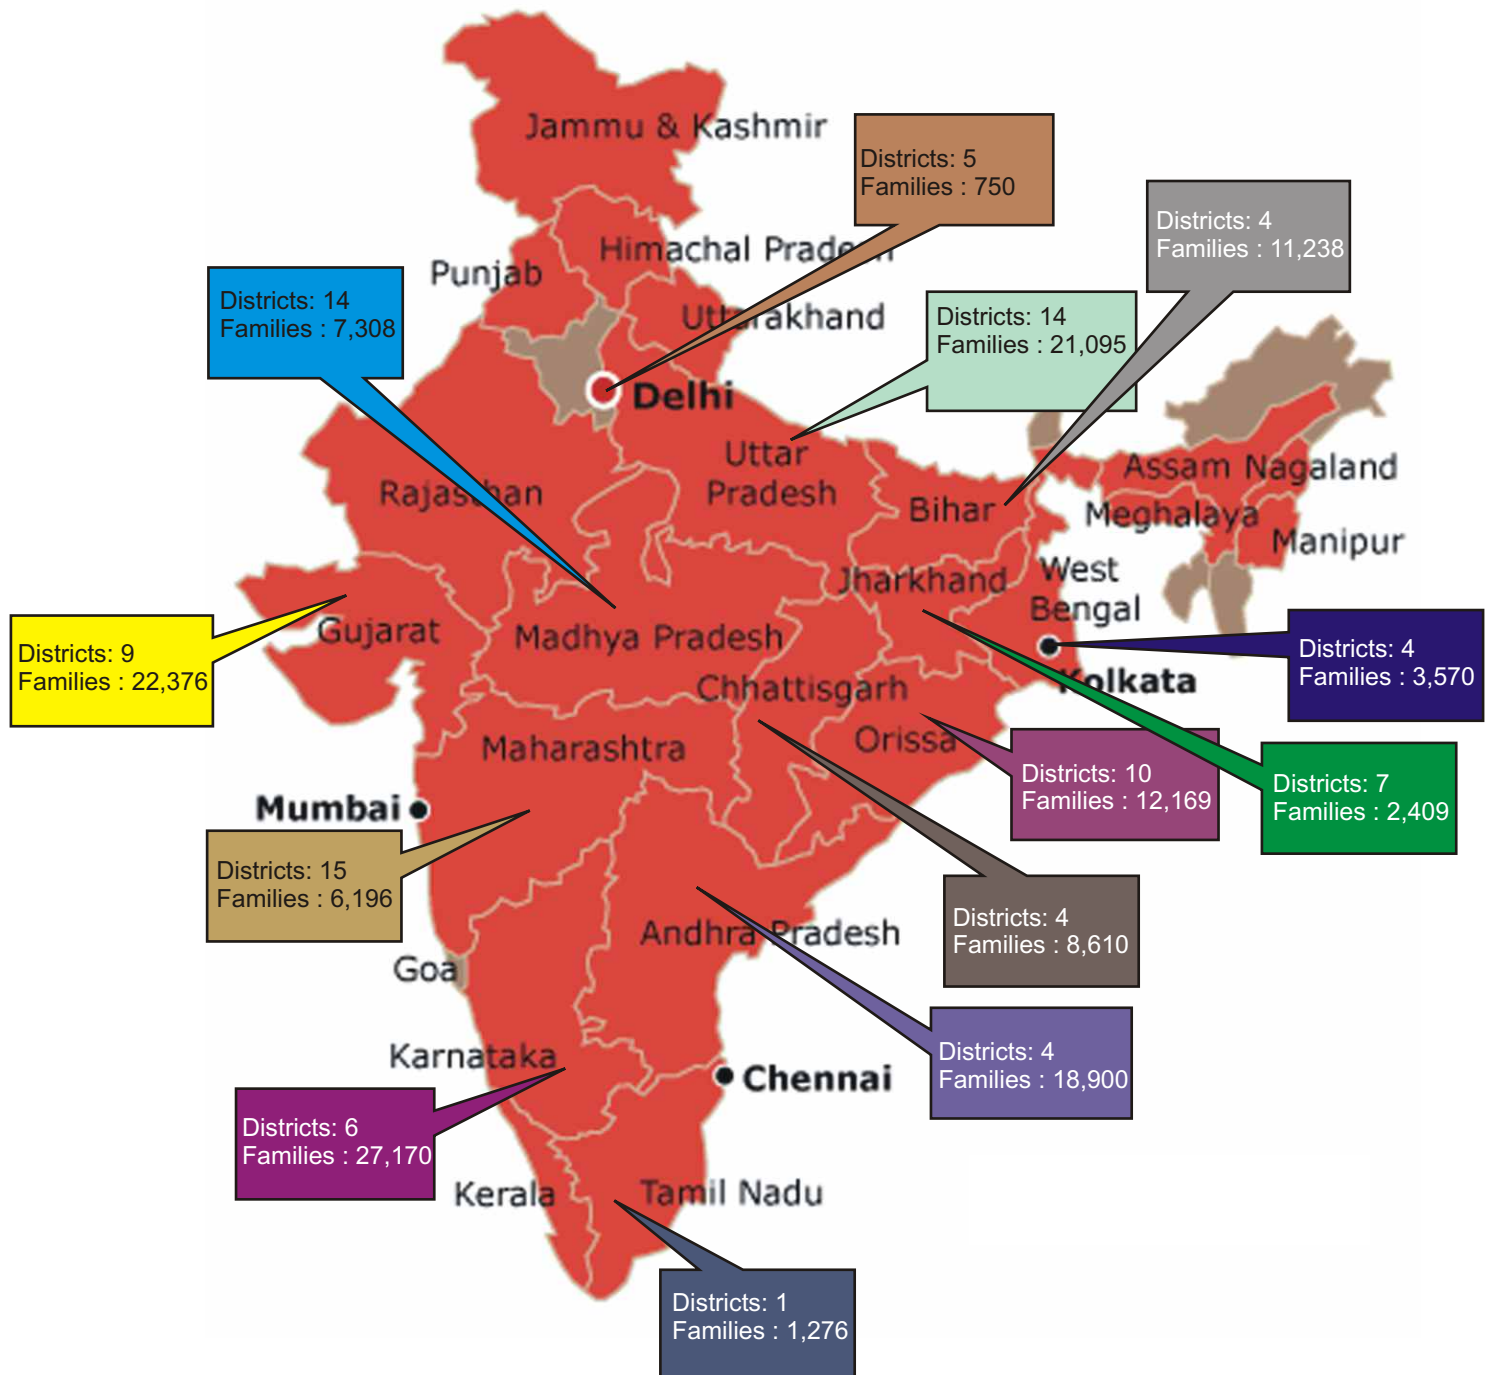 Jammu & Kashmir
Districts: 5
Families : 750
Districts: 4
Families : 11,238
Himachal Pradesh
Punjab
Districts: 14
Families : 7,308
Uttarakhand
Districts: 14
Families : 21,095
Delhi
Uttar
Pradesh
Assam Nagaland
Rajasthan
Bihar
Meghalaya
Manipur
Jharkhand
West
Bengal
Gujarat
Madhya Pradesh
Districts: 9
Families : 22,376
Districts: 4
Families : 3,570
Kolkata
Chhattisgarh
Orissa
Maharashtra
Districts: 10
Families : 12,169
Districts: 7
Families : 2,409
Mumbai
Districts: 15
Families : 6,196
Districts: 4
Families : 8,610
Andhra Pradesh
Goa
Karnataka
Districts: 4
Families : 18,900
Chennai
Districts: 6
Families : 27,170
Kerala
Tamil Nadu
Districts: 1
Families : 1,276